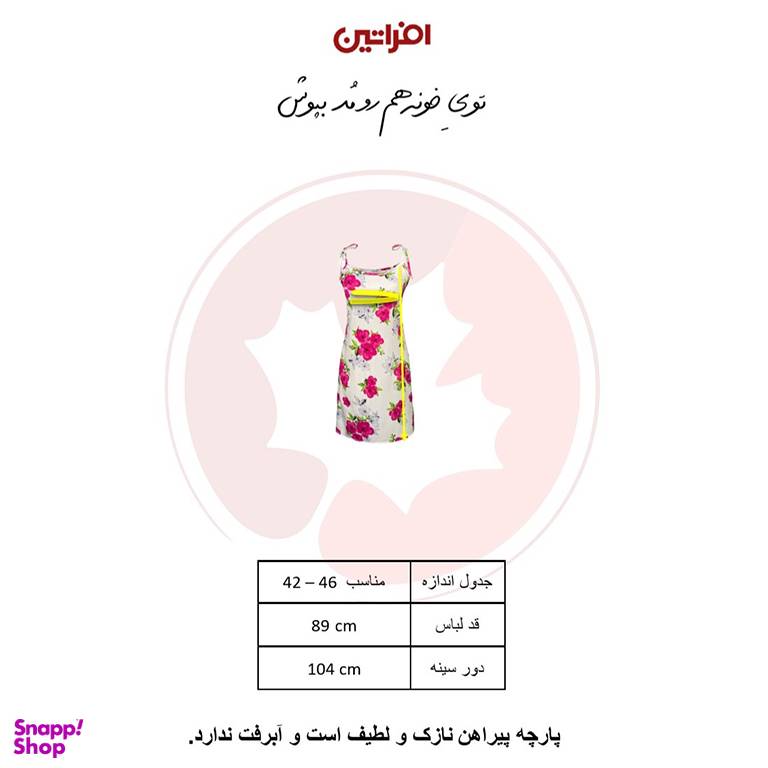 افراتین
توی خونه هم رو مُد بپوش
جدول اندازه مناسب 46 – 42
قد لباس 89 cm
دور سینه 104 cm
پارچه پیراهن نازک و لطیف است و آبرفت ندارد.
Snapp!
Shop